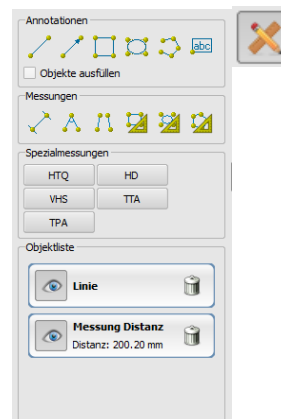 Annotationen
abc
Objekte ausfüllen
Messungen
Spezialmessungen
HTQ HD
VHS TTA
TPA
Objektliste
Linie
Messung Distanz
Distanz: 200.20 mm